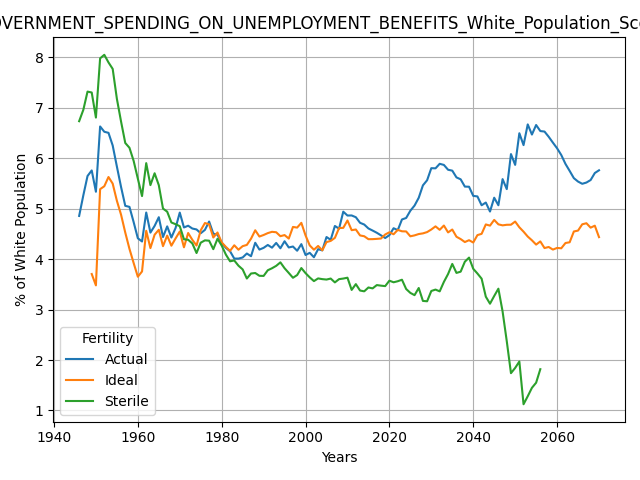 OVERNMENT_SPENDING_ON_UNEMPLOYMENT_BENEFITS_White_Population_Sc
8
7
6
5
4
3
2
1
% of White Population
Fertility
Actual
Ideal
Sterile
1940 1960 1980 2000 2020 2040 2060
Years